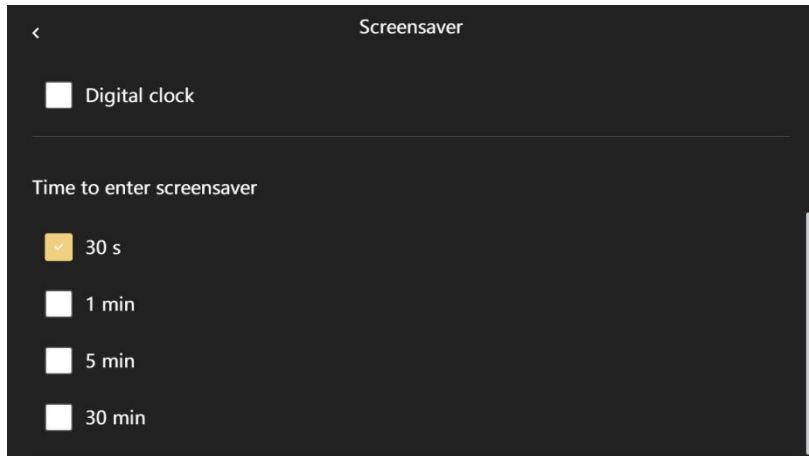 Screensaver
Digital clock
Time to enter screensaver
30 s
1 min
5 min
30 min